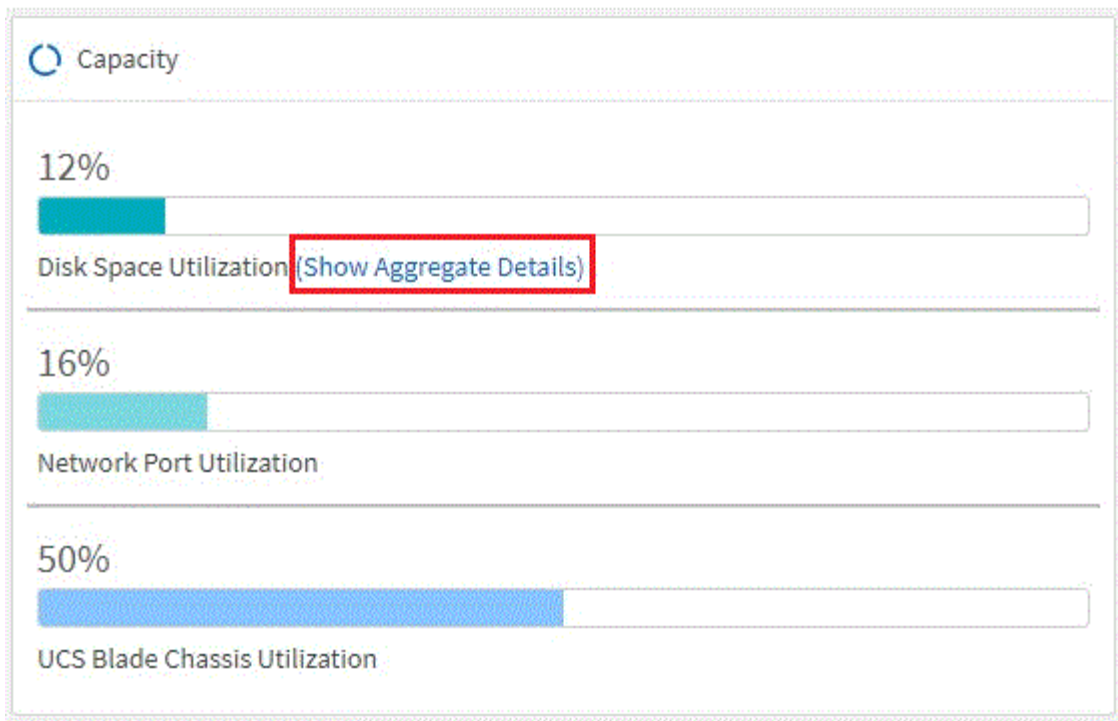 Capacity
12%
Disk Space Utilization (Show Aggregate Details)
16%
Network Port Utilization
50%
UCS Blade Chassis Utilization